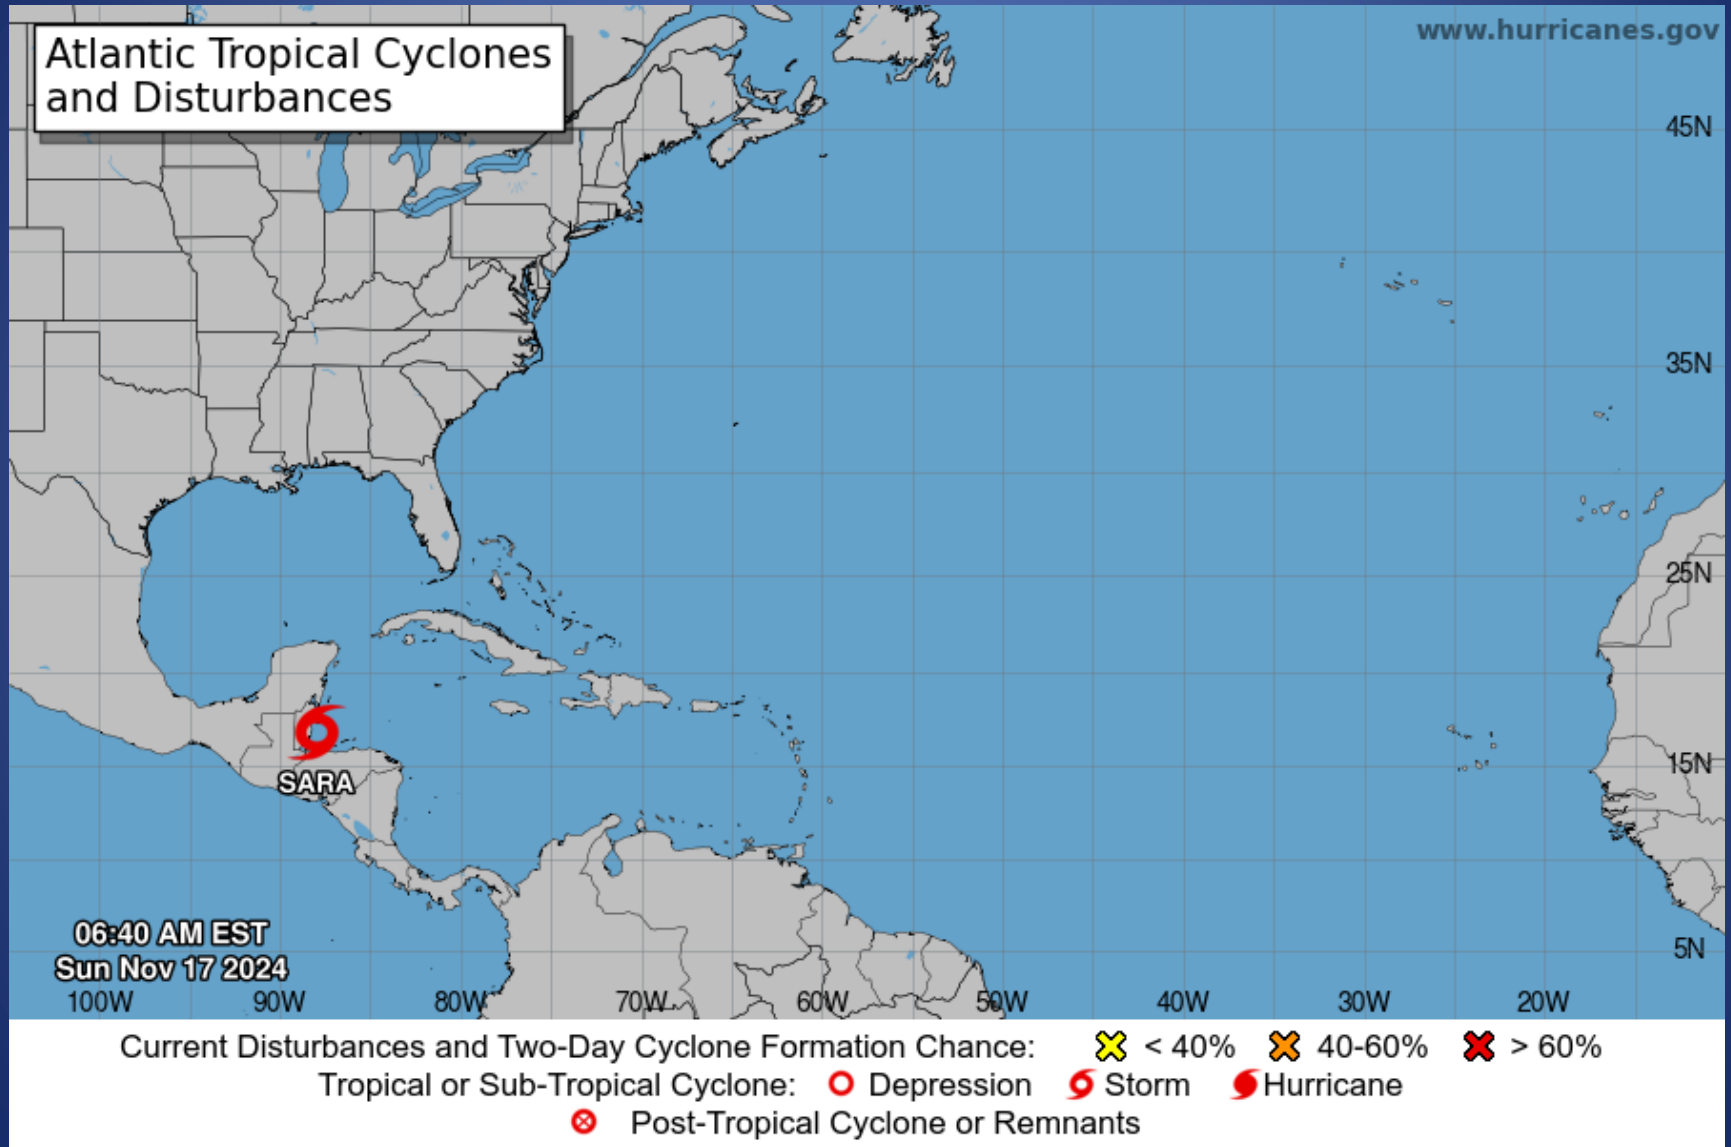 www.hurricanes.gov
Atlantic Tropical Cyclones
and Disturbances
45N
35N
25N
15N
SARA
06:40 AM EST
Sun Nov 17 2024
5N
100W 90W 80W 70W 60W 50W 40W 30W 20W
Current Disturbances and Two-Day Cyclone Formation Chance: < 40% 40-60% > 60%
Tropical or Sub-Tropical Cyclone: Depression Storm Hurricane
Post-Tropical Cyclone or Remnants